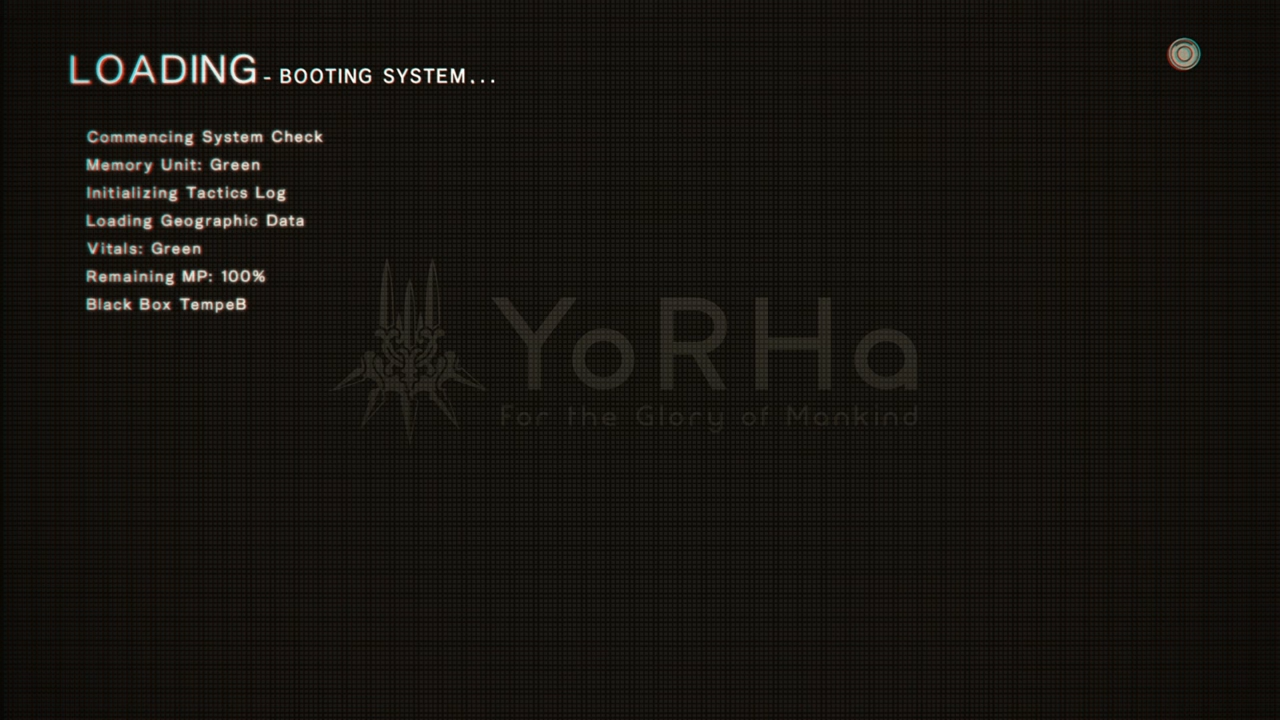 LOADING - BOOTING SYSTEM...
Commencing System Check
Memory Unit: Green
Initializing Tactics Log
Loading Geographic Data
Vitals: Green
Remaining MP: 100%
Black Box TempeB
YoRHa
For the Glory of Mankind